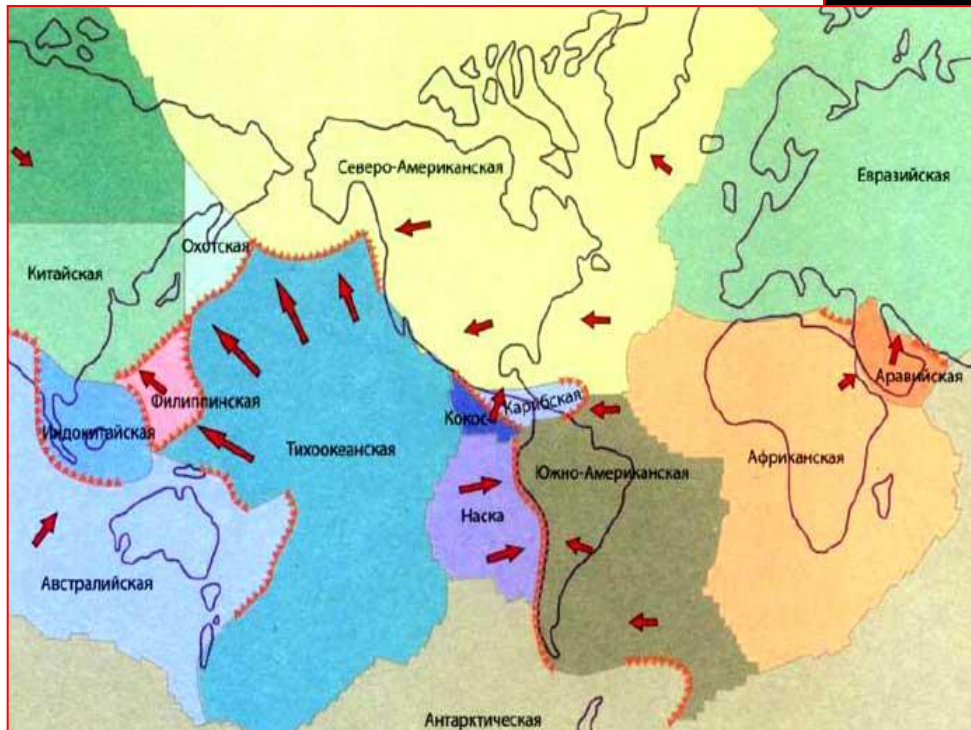 Северо-Американская
Евразийская
Охотская
Китайская
Аравийская
Филиппинская
Карибская
Кокос
Индокитайская
Тихоокеанская
Африканская
Южно-Американская
Наска
Австралийская
Антарктическая